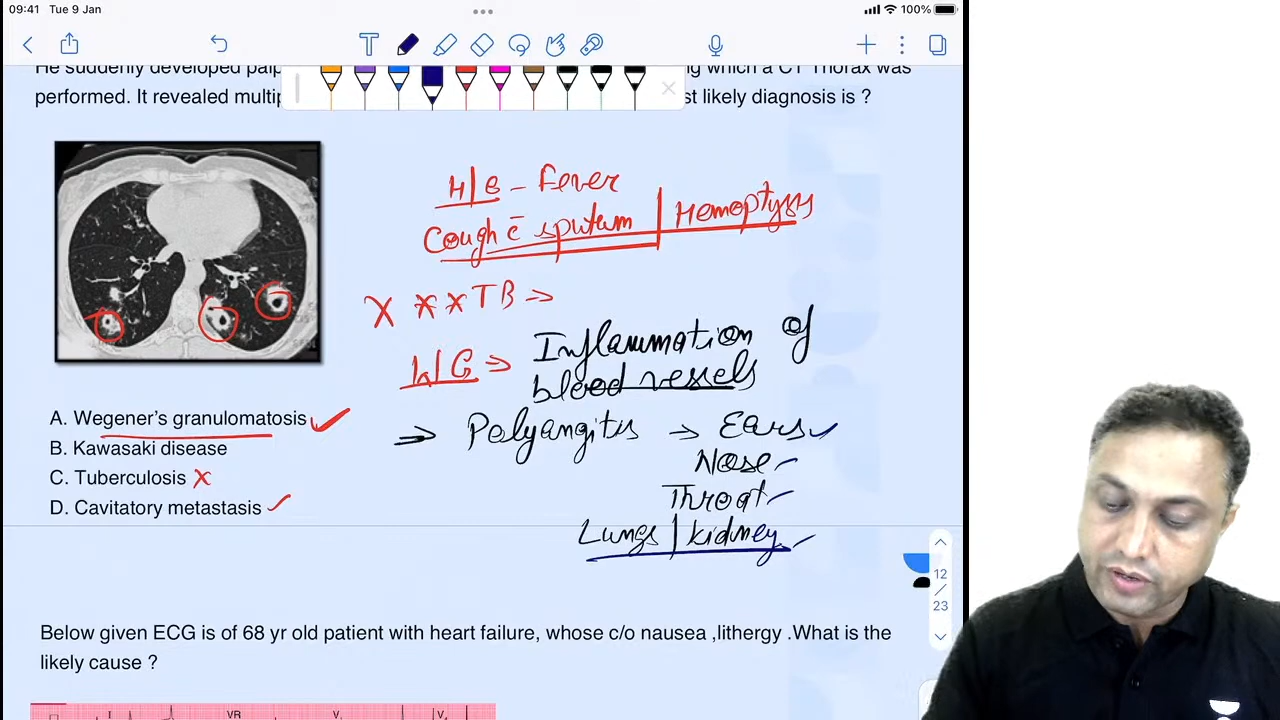 09:41 Tue 9 Jan
100%
He suddenly developed palp
ng which a CT Thorax was
performed. It revealed multip
st likely diagnosis is ?
H/O - Fever
Cough c̄ sputum | Hemoptysis
X * * TB ⇒
WG ⇒ Inflammation of
blood vessels
⇒ Polyangitis → Ears
Nose
Throat
Lungs | kidney
A. Wegener's granulomatosis
B. Kawasaki disease
C. Tuberculosis X
D. Cavitatory metastasis
12
/
23
Below given ECG is of 68 yr old patient with heart failure, whose c/o nausea ,lithergy .What is the
likely cause ?
I VR V V